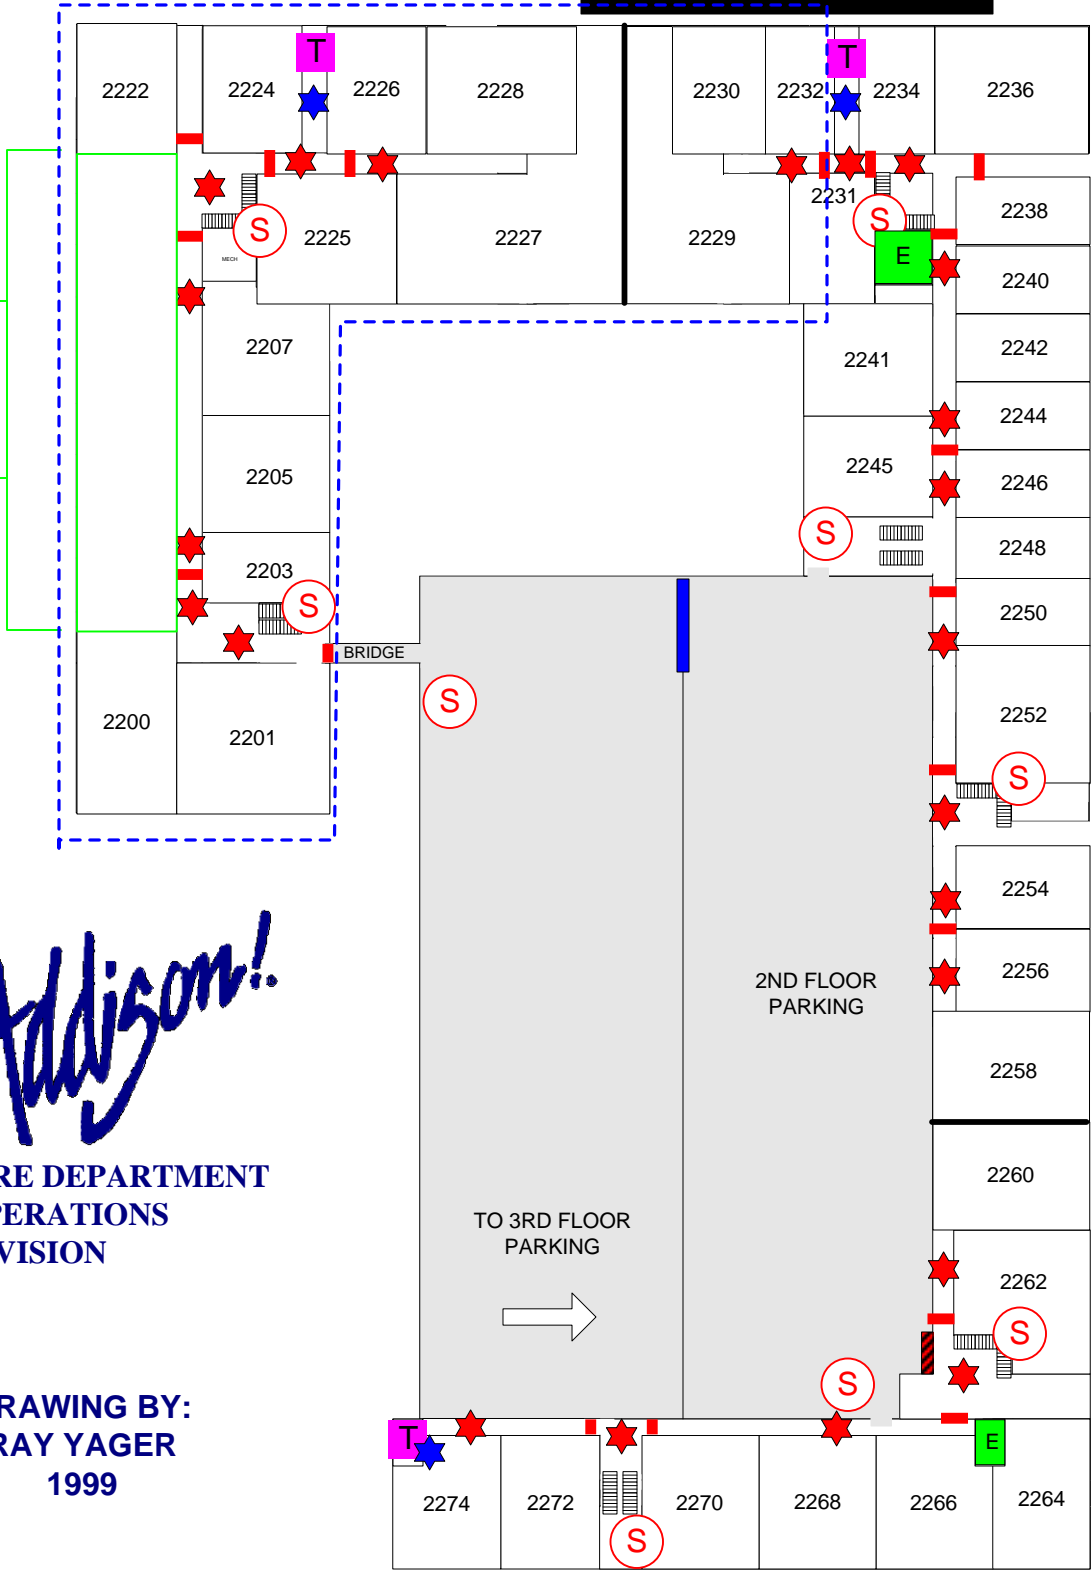 T
T
2222
2224
2226
2228
2230
2232
2234
2236
2231
S
2225
2227
2229
S
2238
MECH
E
2240
2207
2241
2242
2244
2205
2245
2246
S
2248
2203
S
2250
BRIDGE
S
2200
2201
2252
S
2254
Addison!
2256
2ND FLOOR
PARKING
2258
RE DEPARTMENT
PERATIONS
VISION
2260
TO 3RD FLOOR
PARKING
2262
S
S
RAWING BY:
RAY YAGER
1999
T
E
2274
2272
2270
2268
2266
2264
S